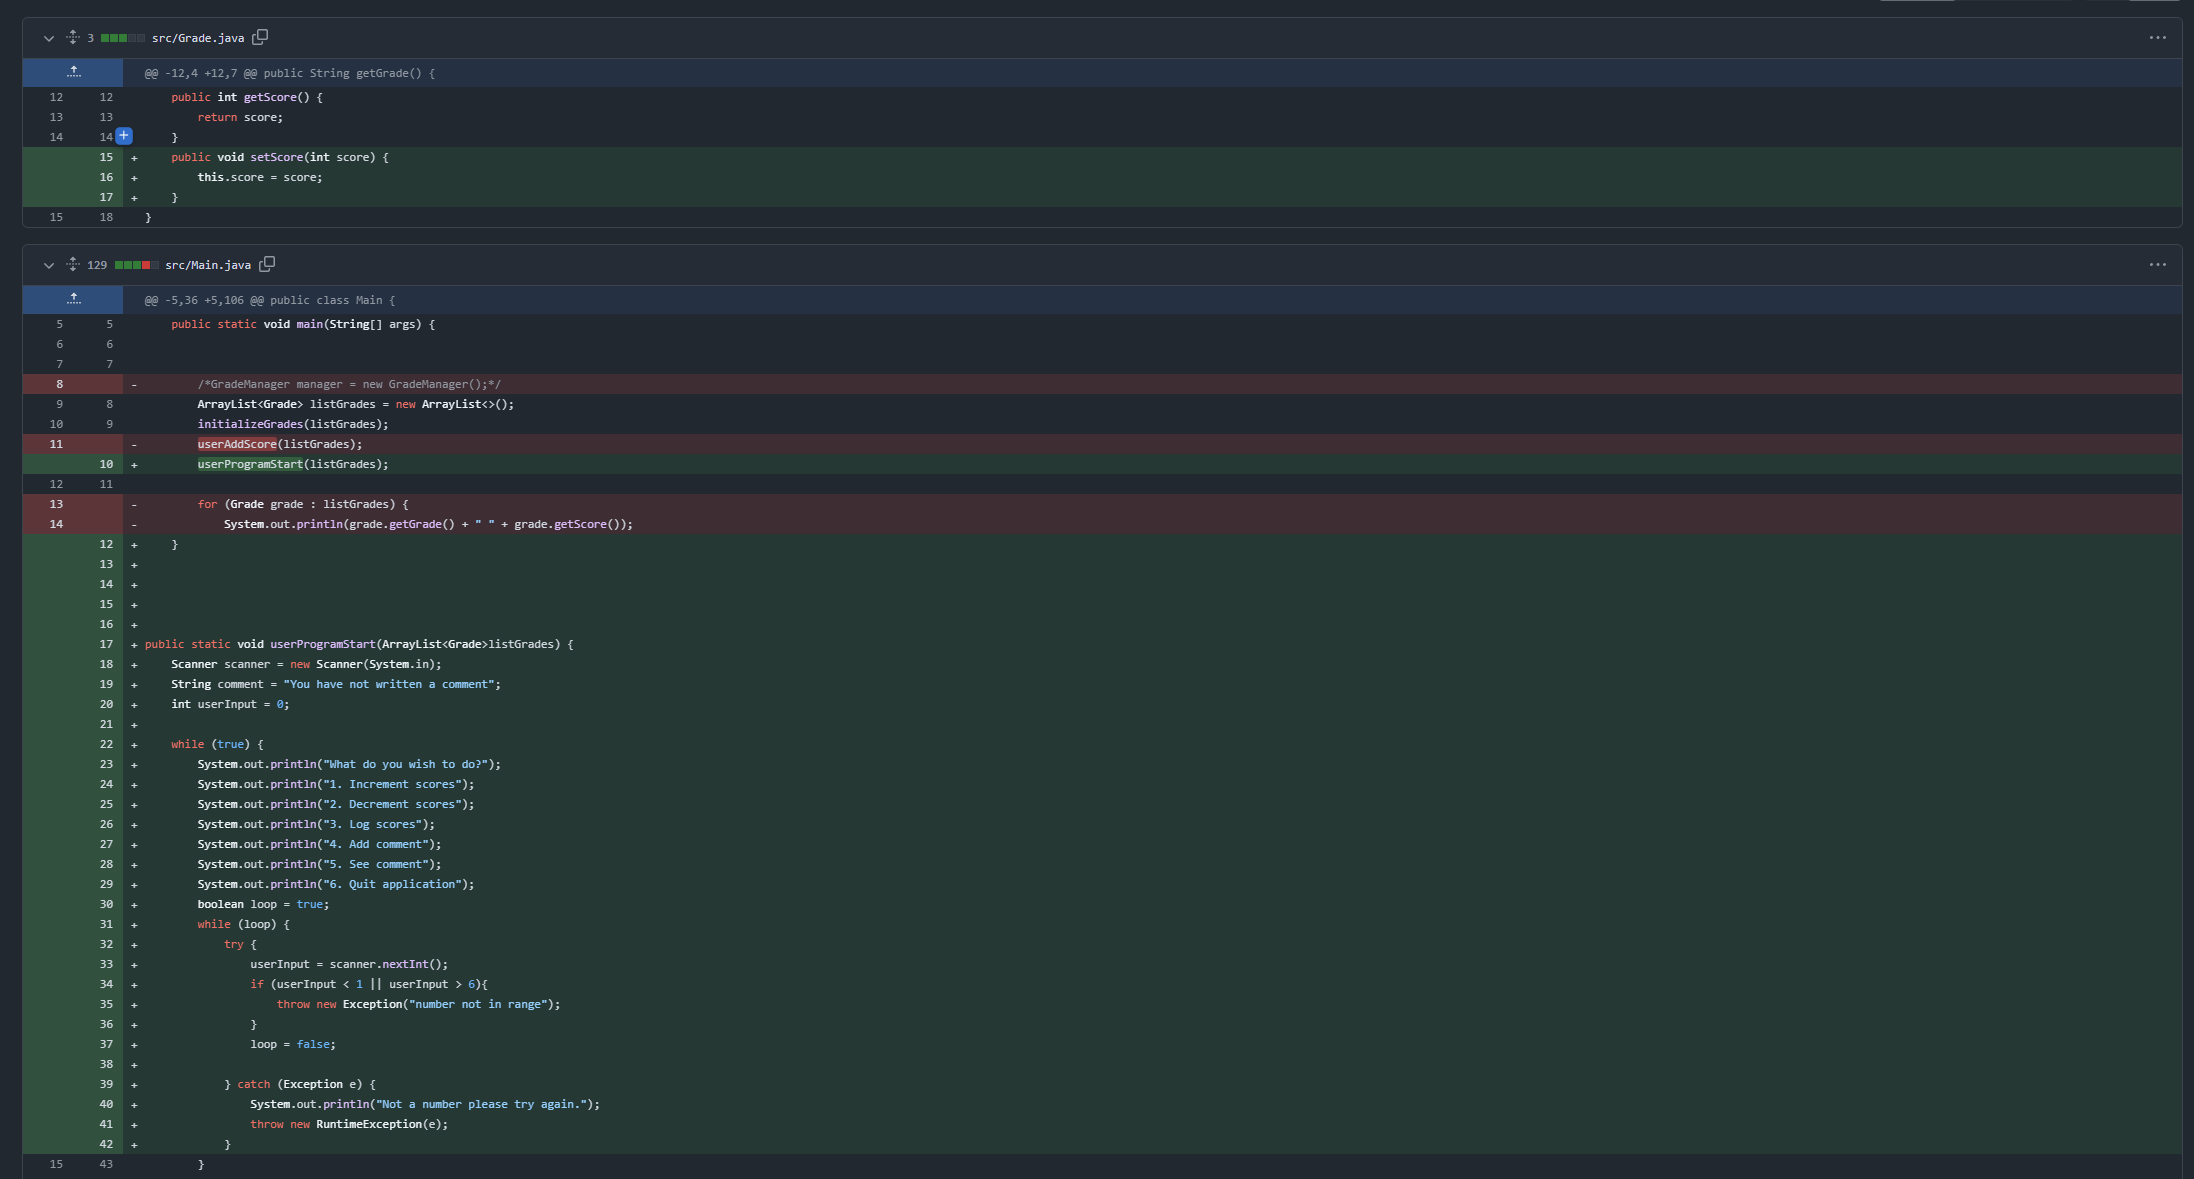 3 src/Grade.java
@@ -12,4 +12,7 @@ public String getGrade() {
12 12 public int getScore() {
13 13 return score;
14 14 }
15 + public void setScore(int score) {
16 + this.score = score;
17 + }
15 18 }
129 src/Main.java
@@ -5,36 +5,106 @@ public class Main {
5 5 public static void main(String[] args) {
6 6
7 7
8 - /*GradeManager manager = new GradeManager();*/
9 8 ArrayList<Grade> listGrades = new ArrayList<>();
10 9 initializeGrades(listGrades);
11 - userAddScore(listGrades);
10 + userProgramStart(listGrades);
12 11
13 - for (Grade grade : listGrades) {
14 - System.out.println(grade.getGrade() + " " + grade.getScore());
12 + }
13 +
14 +
15 +
16 +
17 + public static void userProgramStart(ArrayList<Grade>listGrades) {
18 + Scanner scanner = new Scanner(System.in);
19 + String comment = "You have not written a comment";
20 + int userInput = 0;
21 +
22 + while (true) {
23 + System.out.println("What do you wish to do?");
24 + System.out.println("1. Increment scores");
25 + System.out.println("2. Decrement scores");
26 + System.out.println("3. Log scores");
27 + System.out.println("4. Add comment");
28 + System.out.println("5. See comment");
29 + System.out.println("6. Quit application");
30 + boolean loop = true;
31 + while (loop) {
32 + try {
33 + userInput = scanner.nextInt();
34 + if (userInput < 1 || userInput > 6){
35 + throw new Exception("number not in range");
36 + }
37 + loop = false;
38 +
39 + } catch (Exception e) {
40 + System.out.println("Not a number please try again.");
41 + throw new RuntimeException(e);
42 + }
15 43 }